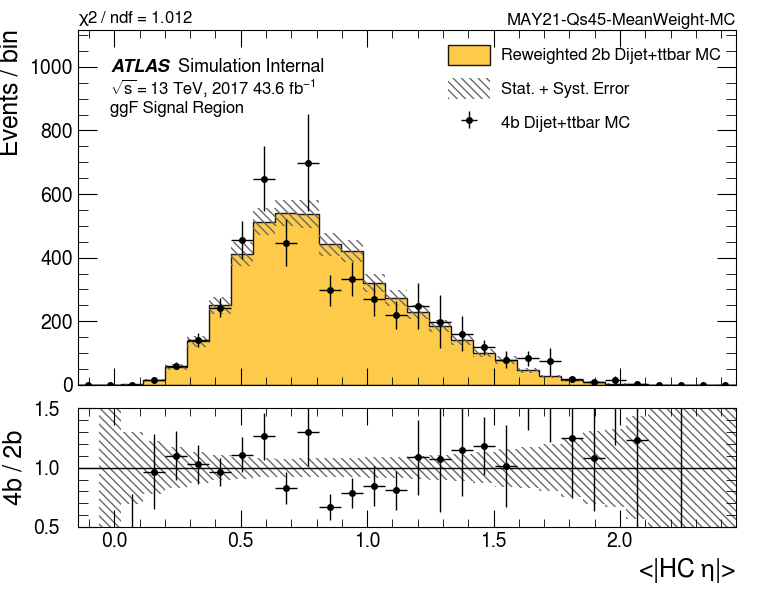 χ2 / ndf = 1.012
MAY21-Qs45-MeanWeight-MC
Events / bin
1000
800
600
400
200
0
ATLAS Simulation Internal
√s = 13 TeV, 2017 43.6 fb⁻¹
ggF Signal Region
Reweighted 2b Dijet+ttbar MC
Stat. + Syst. Error
4b Dijet+ttbar MC
4b / 2b
1.5
1.0
0.5
0.0 0.5 1.0 1.5 2.0
<|HC η|>